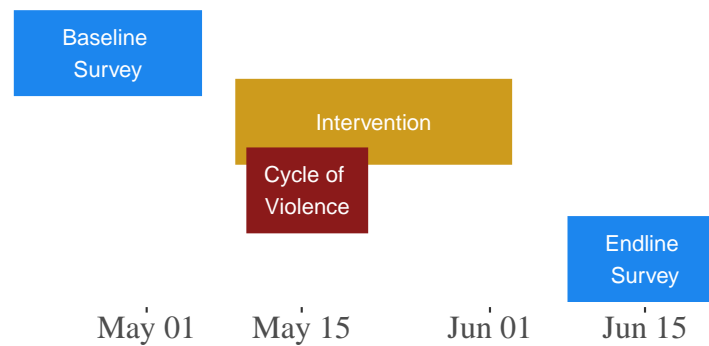 Baseline
Survey
Intervention
Cycle of
Violence
Endline
Survey
May 01 May 15 Jun 01 Jun 15